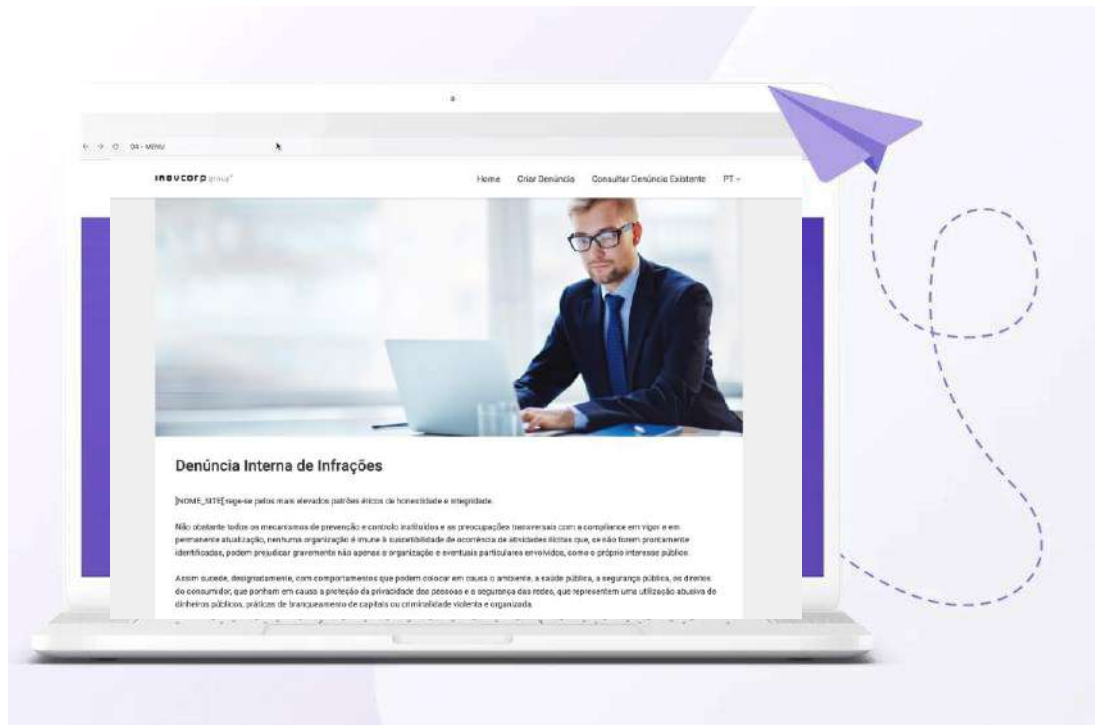 04 - MENU
INOVCORP group
Home Criar Denúncia Consultar Denúncia Existente PT
Denúncia Interna de Infrações
]NOME_SITE[ rege-se pelos mais elevados patrões éticos de honestidade e integridade.
Não obstante todos os mecanismos de prevenção e controlo instituídos e as preocupações transversais com a compliance em vigor e em
permanente atualização, nenhuma organização é imune à suscetibilidade de ocorrência de atividades ilícitas que, se não forem prontamente
identificadas, podem prejudicar gravemente não apenas a organização e eventuais particulares envolvidos, como o próprio interesse público.
Assim sucede, designadamente, com comportamentos que podem colocar em causa o ambiente, a saúde pública, a segurança pública, os direitos
do consumidor, que ponham em causa a proteção da privacidade das pessoas e a segurança das redes, que representem uma utilização abusiva de
dinheiros públicos, práticas de branqueamento de capitais ou criminalidade violenta e organizada.